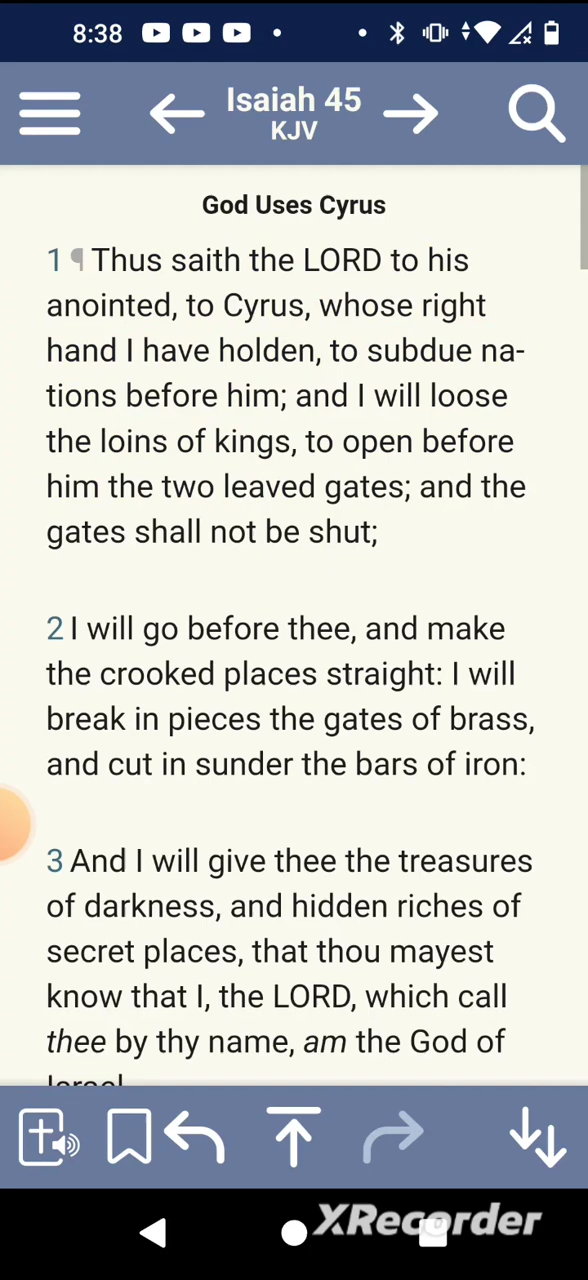 8:38
Isaiah 45
KJV
God Uses Cyrus
1 ¶ Thus saith the LORD to his
anointed, to Cyrus, whose right
hand I have holden, to subdue na-
tions before him; and I will loose
the loins of kings, to open before
him the two leaved gates; and the
gates shall not be shut;
2 I will go before thee, and make
the crooked places straight: I will
break in pieces the gates of brass,
and cut in sunder the bars of iron:
3 And I will give thee the treasures
of darkness, and hidden riches of
secret places, that thou mayest
know that I, the LORD, which call
thee by thy name, am the God of
Israel
XRecorder